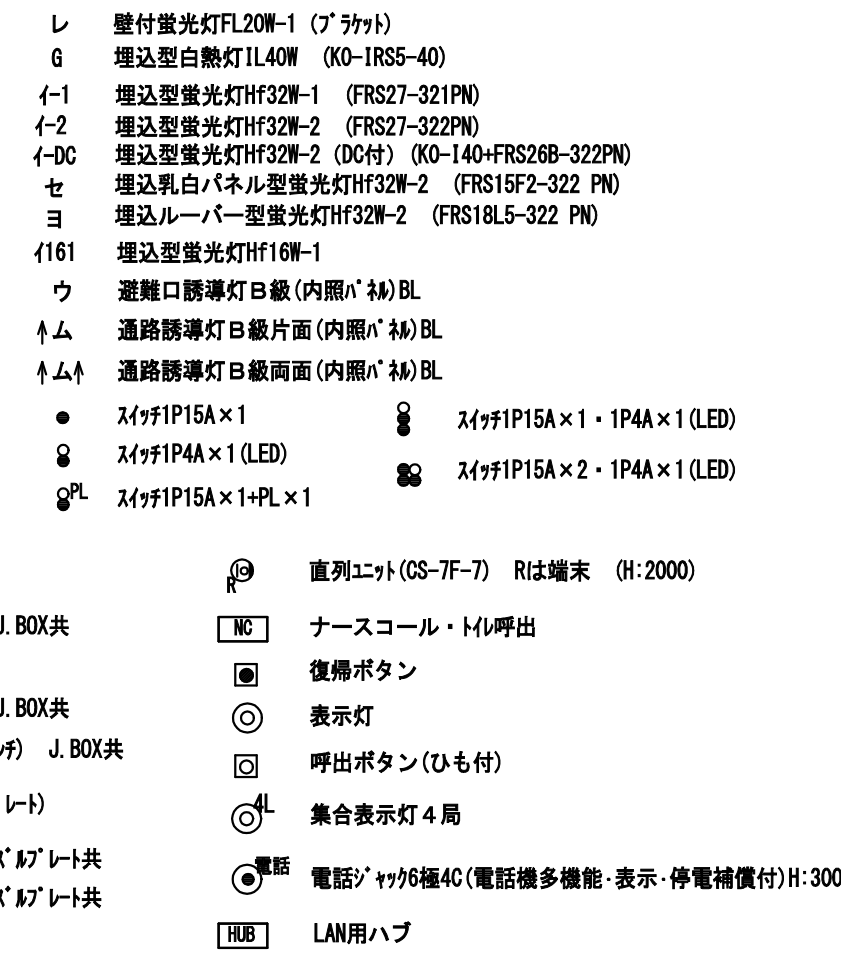 レ 壁付蛍光灯FL20W-1 (ﾌﾞﾗｹｯﾄ)
G 埋込型白熱灯IL40W (KO-IRS5-40)
ｲ-1 埋込型蛍光灯Hf32W-1 (FRS27-321PN)
ｲ-2 埋込型蛍光灯Hf32W-2 (FRS27-322PN)
ｲ-DC 埋込型蛍光灯Hf32W-2 (DC付) (KO-I40+FRS26B-322PN)
セ 埋込乳白パネル型蛍光灯Hf32W-2 (FRS15F2-322 PN)
ヨ 埋込ルーバー型蛍光灯Hf32W-2 (FRS18L5-322 PN)
ｲ161 埋込型蛍光灯Hf16W-1
ウ 避難口誘導灯Ｂ級(内照ﾊﾟﾈﾙ)BL
↑ム 通路誘導灯Ｂ級片面(内照ﾊﾟﾈﾙ)BL
↑ム↑ 通路誘導灯Ｂ級両面(内照ﾊﾟﾈﾙ)BL
ｽｲｯﾁ1P15A×1
ｽｲｯﾁ1P15A×1・1P4A×1(LED)
ｽｲｯﾁ1P4A×1(LED)
ｽｲｯﾁ1P15A×2・1P4A×1(LED)
PL ｽｲｯﾁ1P15A×1+PL×1
R 直列ﾕﾆｯﾄ(CS-7F-7) Rは端末 (H:2000)
J.BOX共
NC ナースコール・ﾄｲﾚ呼出
復帰ボタン
J.BOX共
表示灯
ﾝﾁ) J.BOX共
呼出ボタン(ひも付)
ﾚｰﾄ)
4L 集合表示灯４局
ｽﾞﾙﾌﾟﾚｰﾄ共
電話 電話ｼﾞｬｯｸ6極4C(電話機多機能･表示･停電補償付)H:300
ｽﾞﾙﾌﾟﾚｰﾄ共
HUB LAN用ハブ